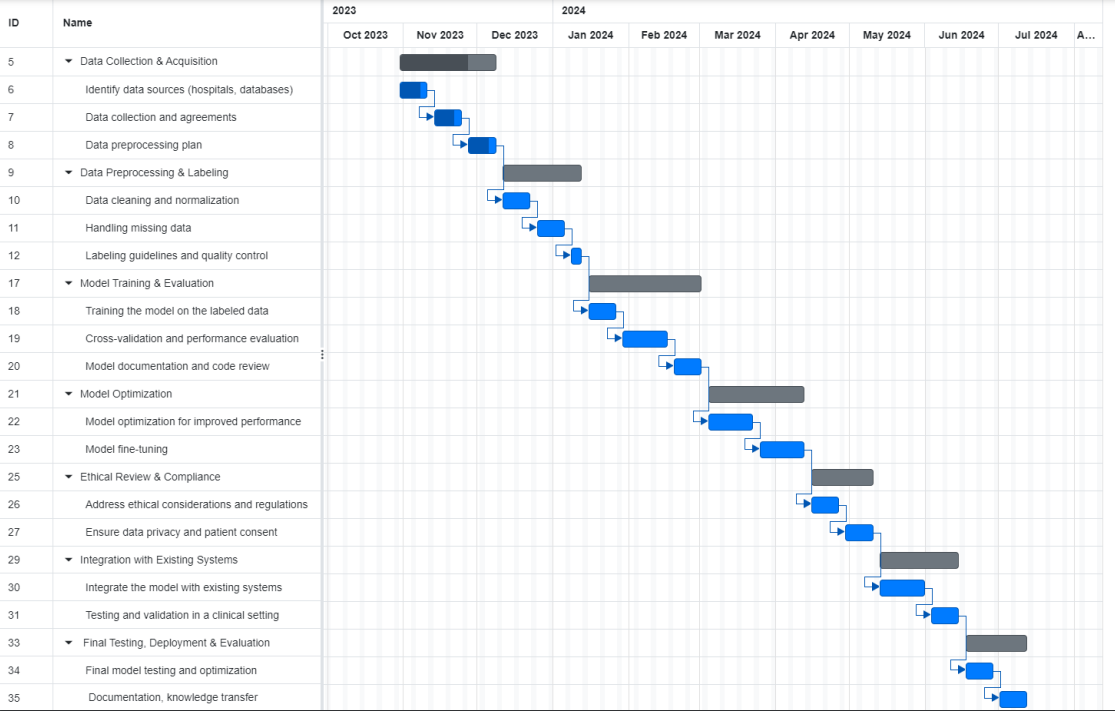 2023 2024
ID Name
Oct 2023 Nov 2023 Dec 2023 Jan 2024 Feb 2024 Mar 2024 Apr 2024 May 2024 Jun 2024 Jul 2024 A...
5 Data Collection & Acquisition
6 Identify data sources (hospitals, databases)
7 Data collection and agreements
8 Data preprocessing plan
9 Data Preprocessing & Labeling
10 Data cleaning and normalization
11 Handling missing data
12 Labeling guidelines and quality control
17 Model Training & Evaluation
18 Training the model on the labeled data
19 Cross-validation and performance evaluation
20 Model documentation and code review
21 Model Optimization
22 Model optimization for improved performance
23 Model fine-tuning
25 Ethical Review & Compliance
26 Address ethical considerations and regulations
27 Ensure data privacy and patient consent
29 Integration with Existing Systems
30 Integrate the model with existing systems
31 Testing and validation in a clinical setting
33 Final Testing, Deployment & Evaluation
34 Final model testing and optimization
35 Documentation, knowledge transfer